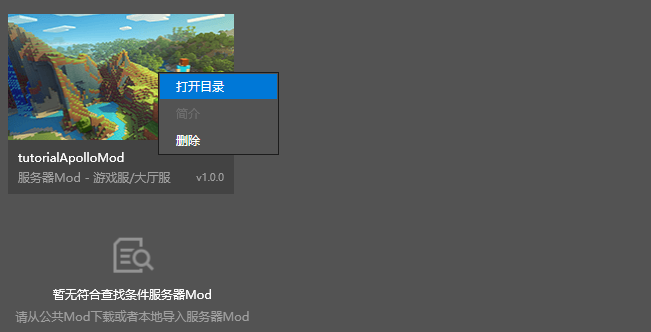 打开目录
简介
删除
tutorialApolloMod
服务器Mod - 游戏服/大厅服 v1.0.0
暂无符合查找条件服务器Mod
请从公共Mod下载或者本地导入服务器Mod